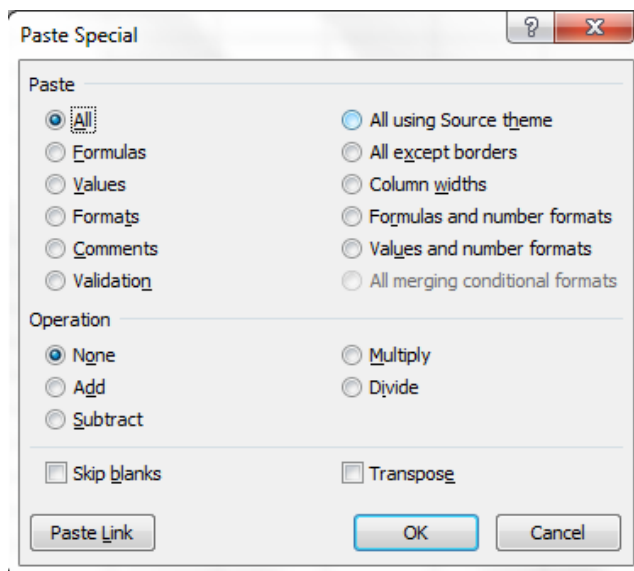 Paste Special
Paste
All
All using Source theme
Formulas
All except borders
Values
Column widths
Formats
Formulas and number formats
Comments
Values and number formats
Validation
All merging conditional formats
Operation
None
Multiply
Add
Divide
Subtract
Skip blanks
Transpose
Paste Link
OK
Cancel